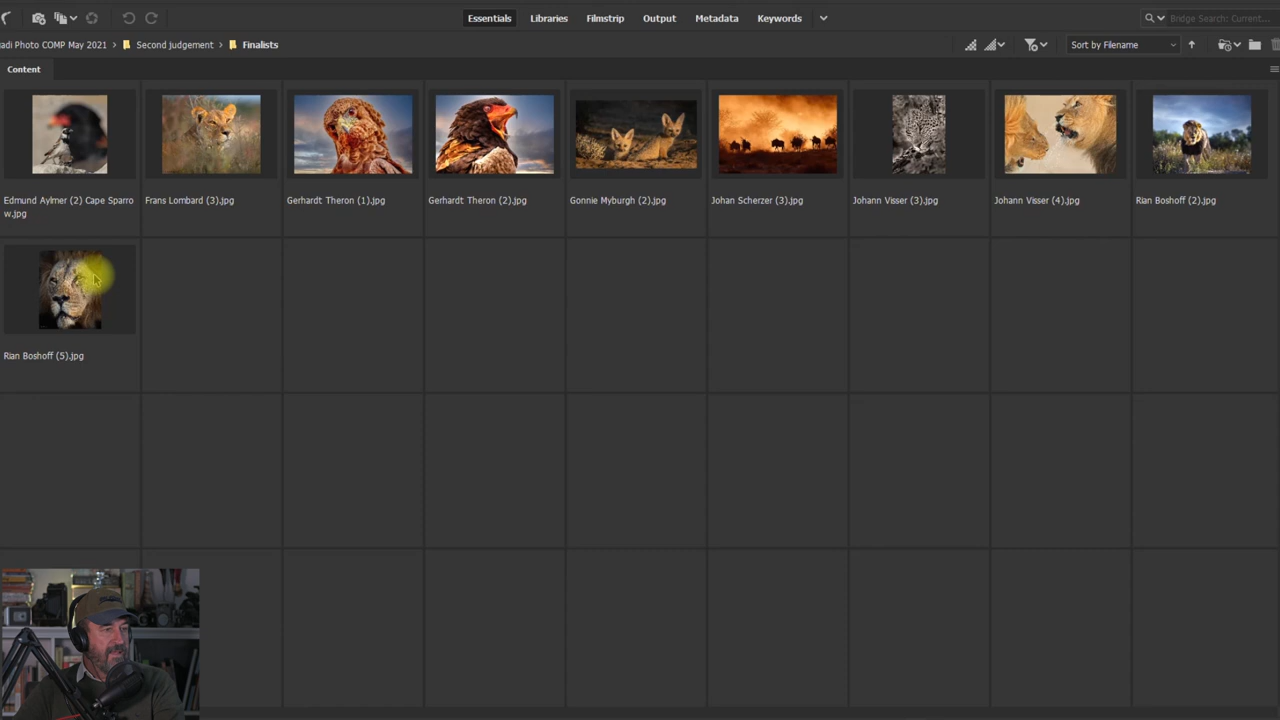 Essentials Libraries Filmstrip Output Metadata Keywords Bridge Search: Current...
adi Photo COMP May 2021 > Second judgement > Finalists Sort by Filename
Content
Edmund Aylmer (2) Cape Sparro
w.jpg
Frans Lombard (3).jpg
Gerhardt Theron (1).jpg
Gerhardt Theron (2).jpg
Gonnie Myburgh (2).jpg
Johan Scherzer (3).jpg
Johann Visser (3).jpg
Johann Visser (4).jpg
Rian Boshoff (2).jpg
Rian Boshoff (5).jpg